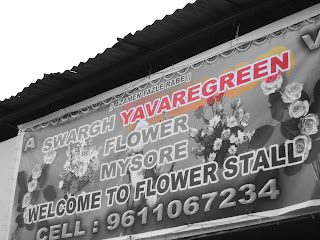 SWARGH YAVAREGREEN
FLOWER
MYSORE
WELCOME TO FLOWER STALL
CELL : 9611067234